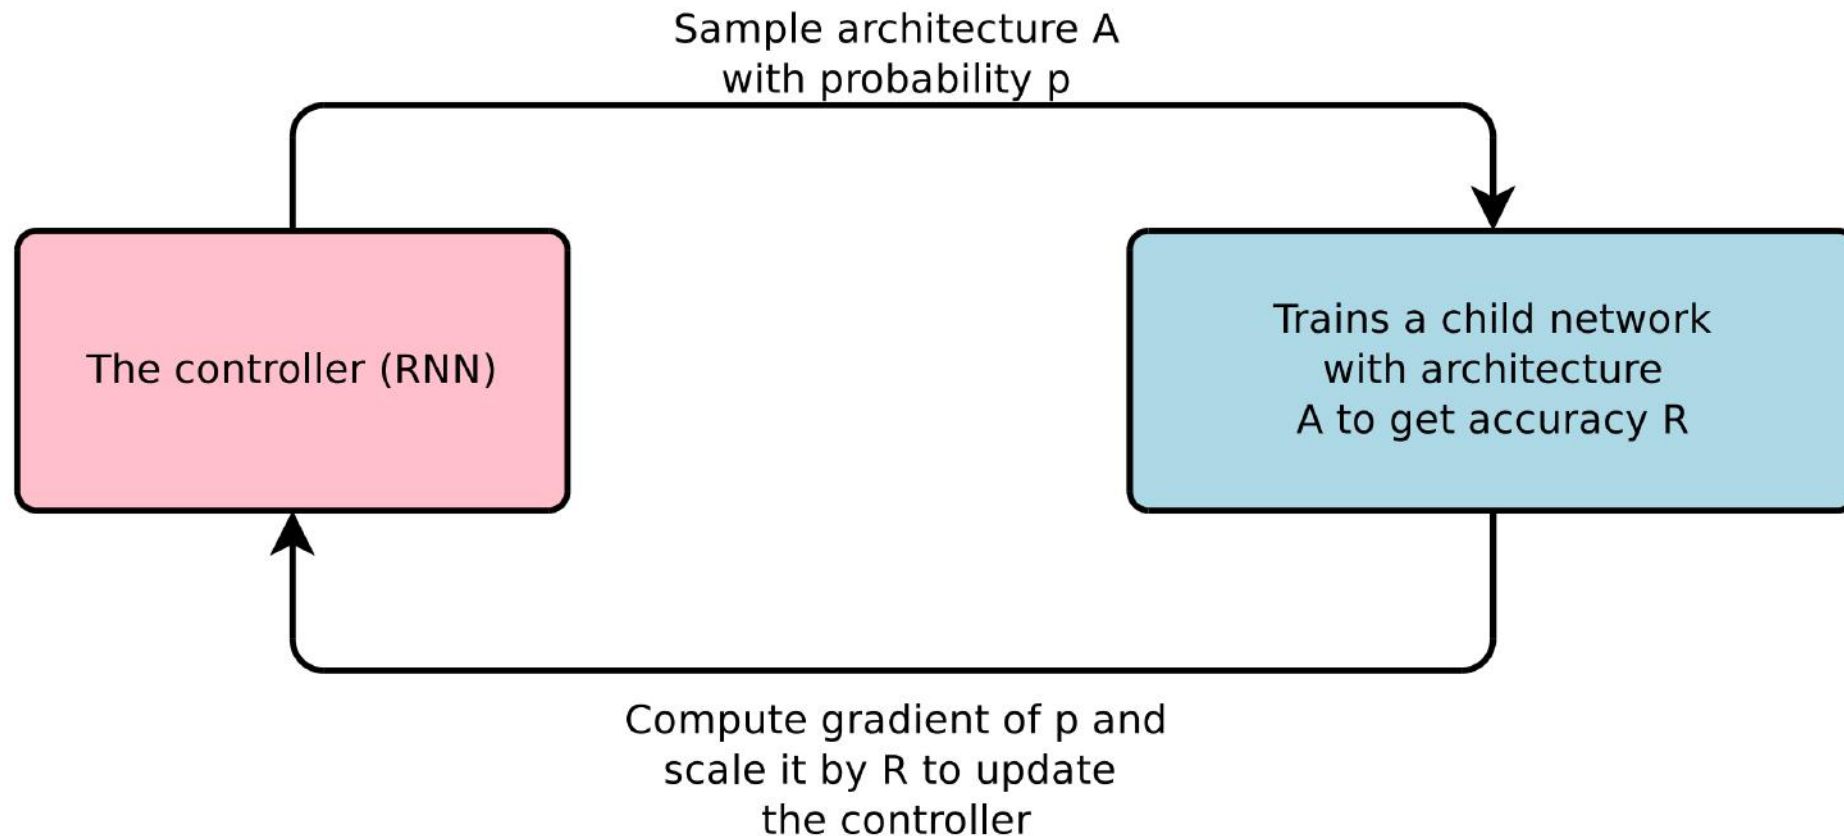 Sample architecture A
with probability p
The controller (RNN)
Trains a child network
with architecture
A to get accuracy R
Compute gradient of p and
scale it by R to update
the controller